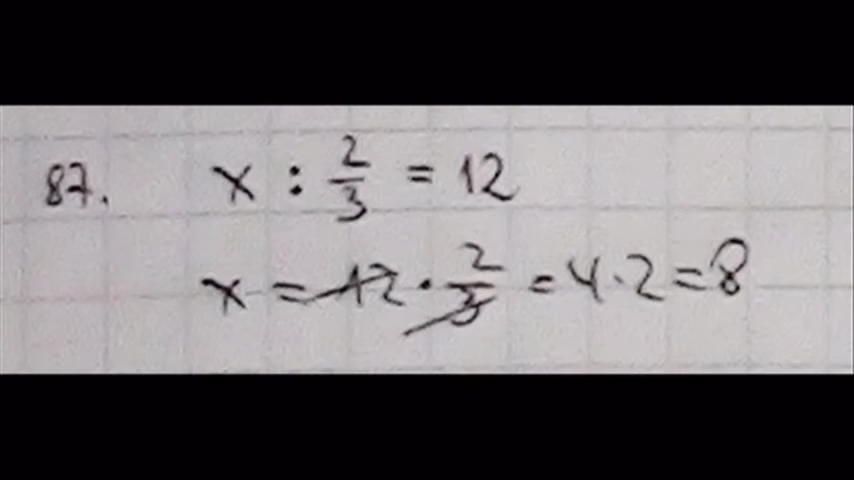 87. x : 2/3 = 12
x = 12 · 2/3 = 4 · 2 = 8